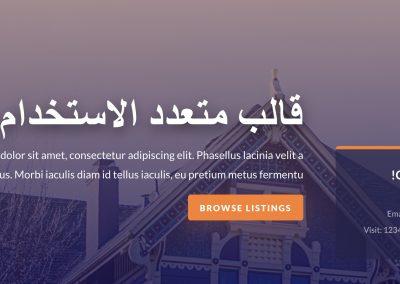 قالب متعدد الاستخدام
dolor sit amet, consectetur adipiscing elit. Phasellus lacinia velit a
us. Morbi iaculis diam id tellus iaculis, eu pretium metus fermentu
BROWSE LISTINGS
Visit: 1234